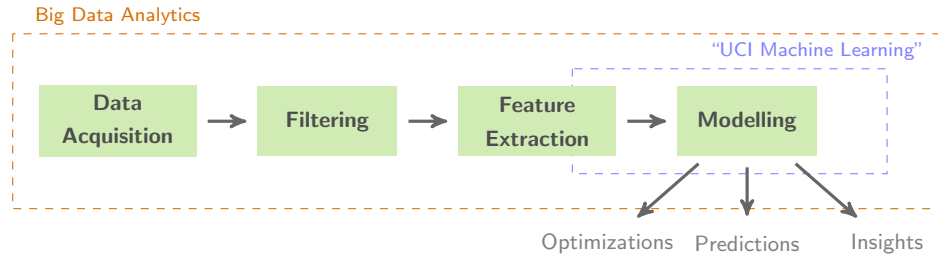 Big Data Analytics
“UCI Machine Learning”
Data
Acquisition
Filtering
Feature
Extraction
Modelling
Optimizations
Predictions
Insights